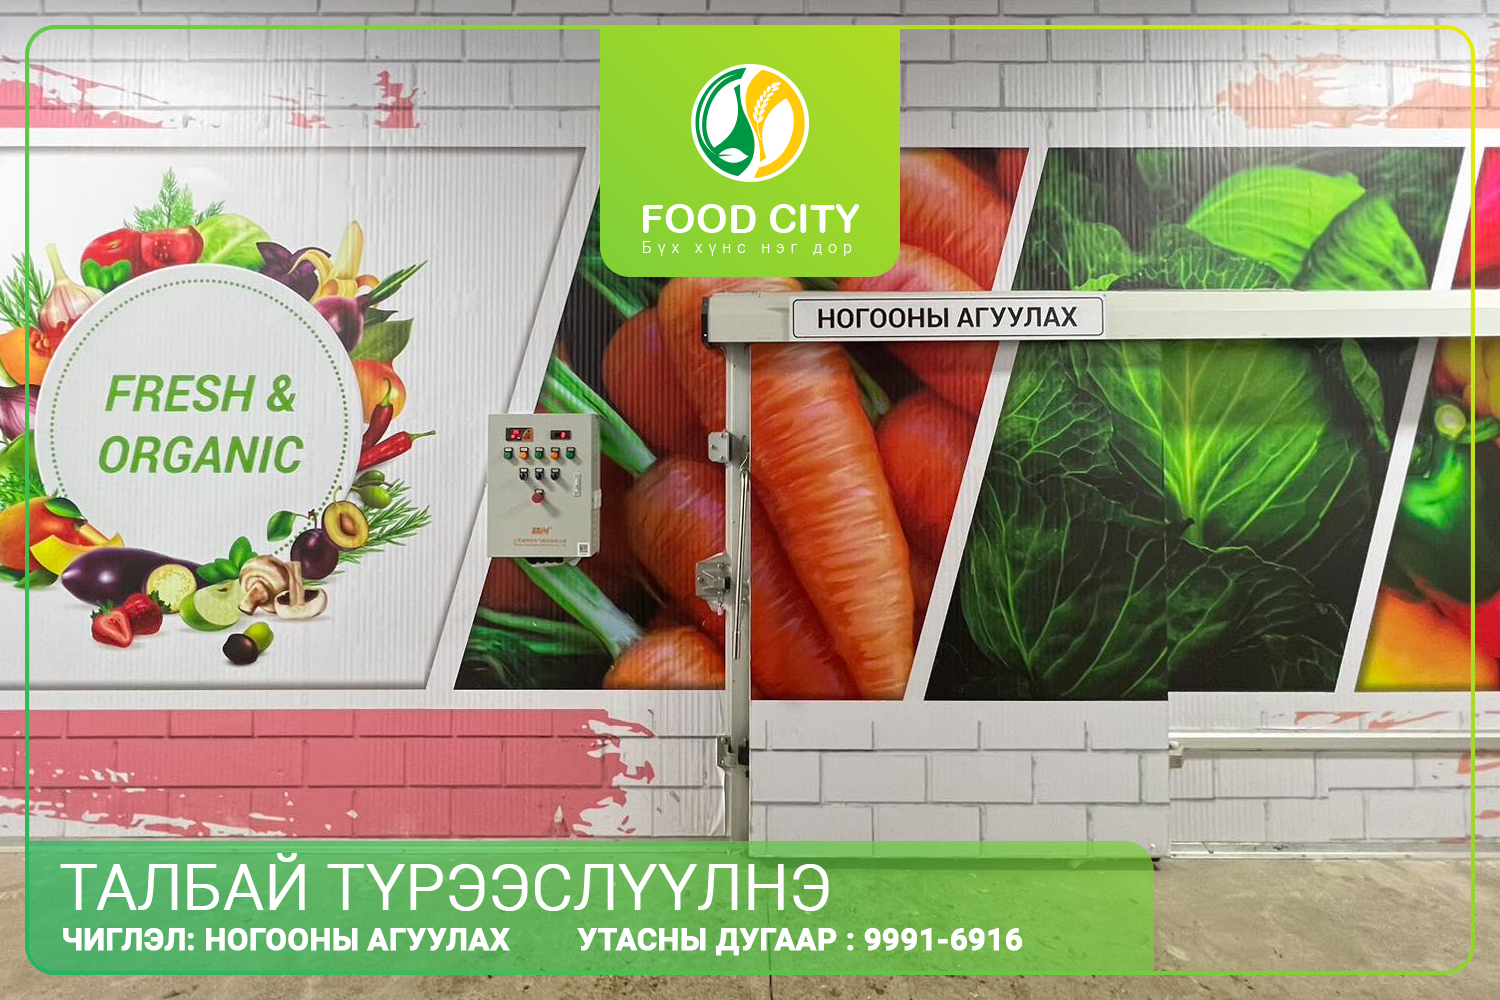 FOOD CITY
Бүх хүнс нэг дор
НОГООНЫ АГУУЛАХ
FRESH &
ORGANIC
ТАЛБАЙ ТҮРЭЭСЛҮҮЛНЭ
ЧИГЛЭЛ: НОГООНЫ АГУУЛАХ УТАСНЫ ДУГААР : 9991-6916